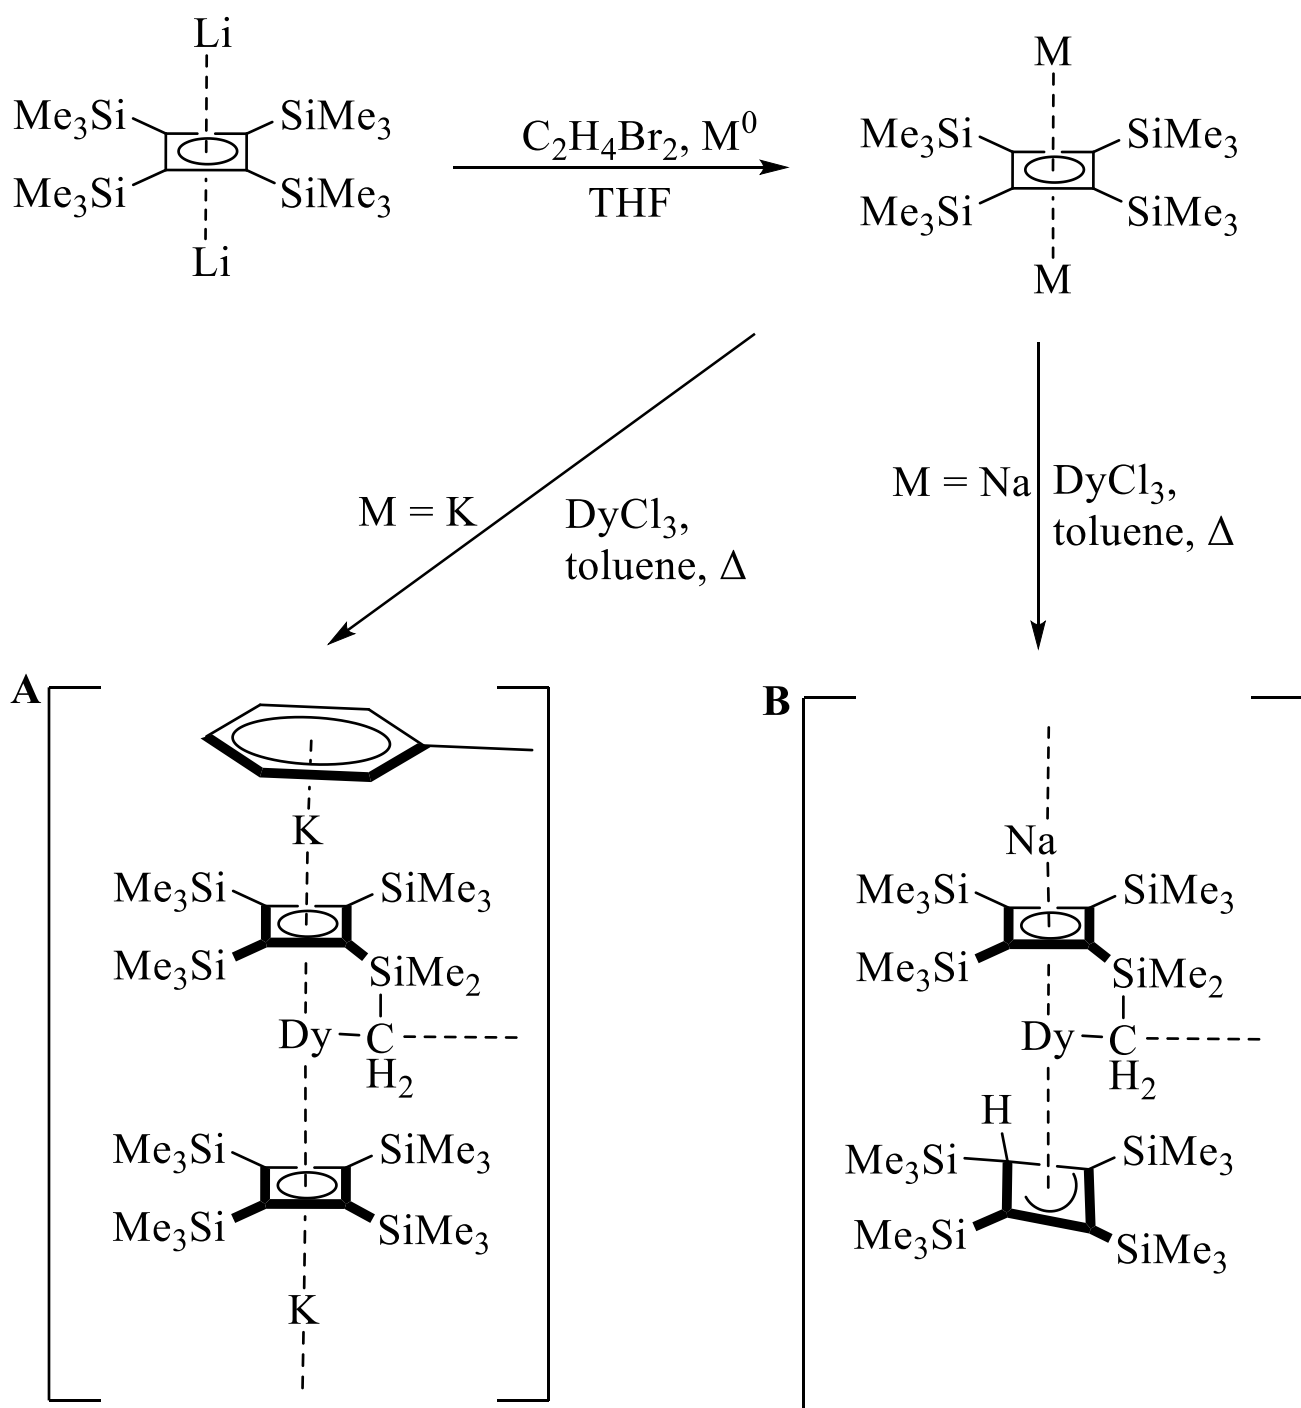 Li
Me3Si SiMe3
Me3Si SiMe3
Li
C2H4Br2, M0
THF
M
Me3Si SiMe3
Me3Si SiMe3
M
M = K
DyCl3,
toluene, Δ
M = Na
DyCl3,
toluene, Δ
A
K
Me3Si SiMe3
Me3Si SiMe2
Dy C
H2
Me3Si SiMe3
Me3Si SiMe3
K
B
Na
Me3Si SiMe3
Me3Si SiMe2
Dy C
H2
H
Me3Si SiMe3
Me3Si SiMe3